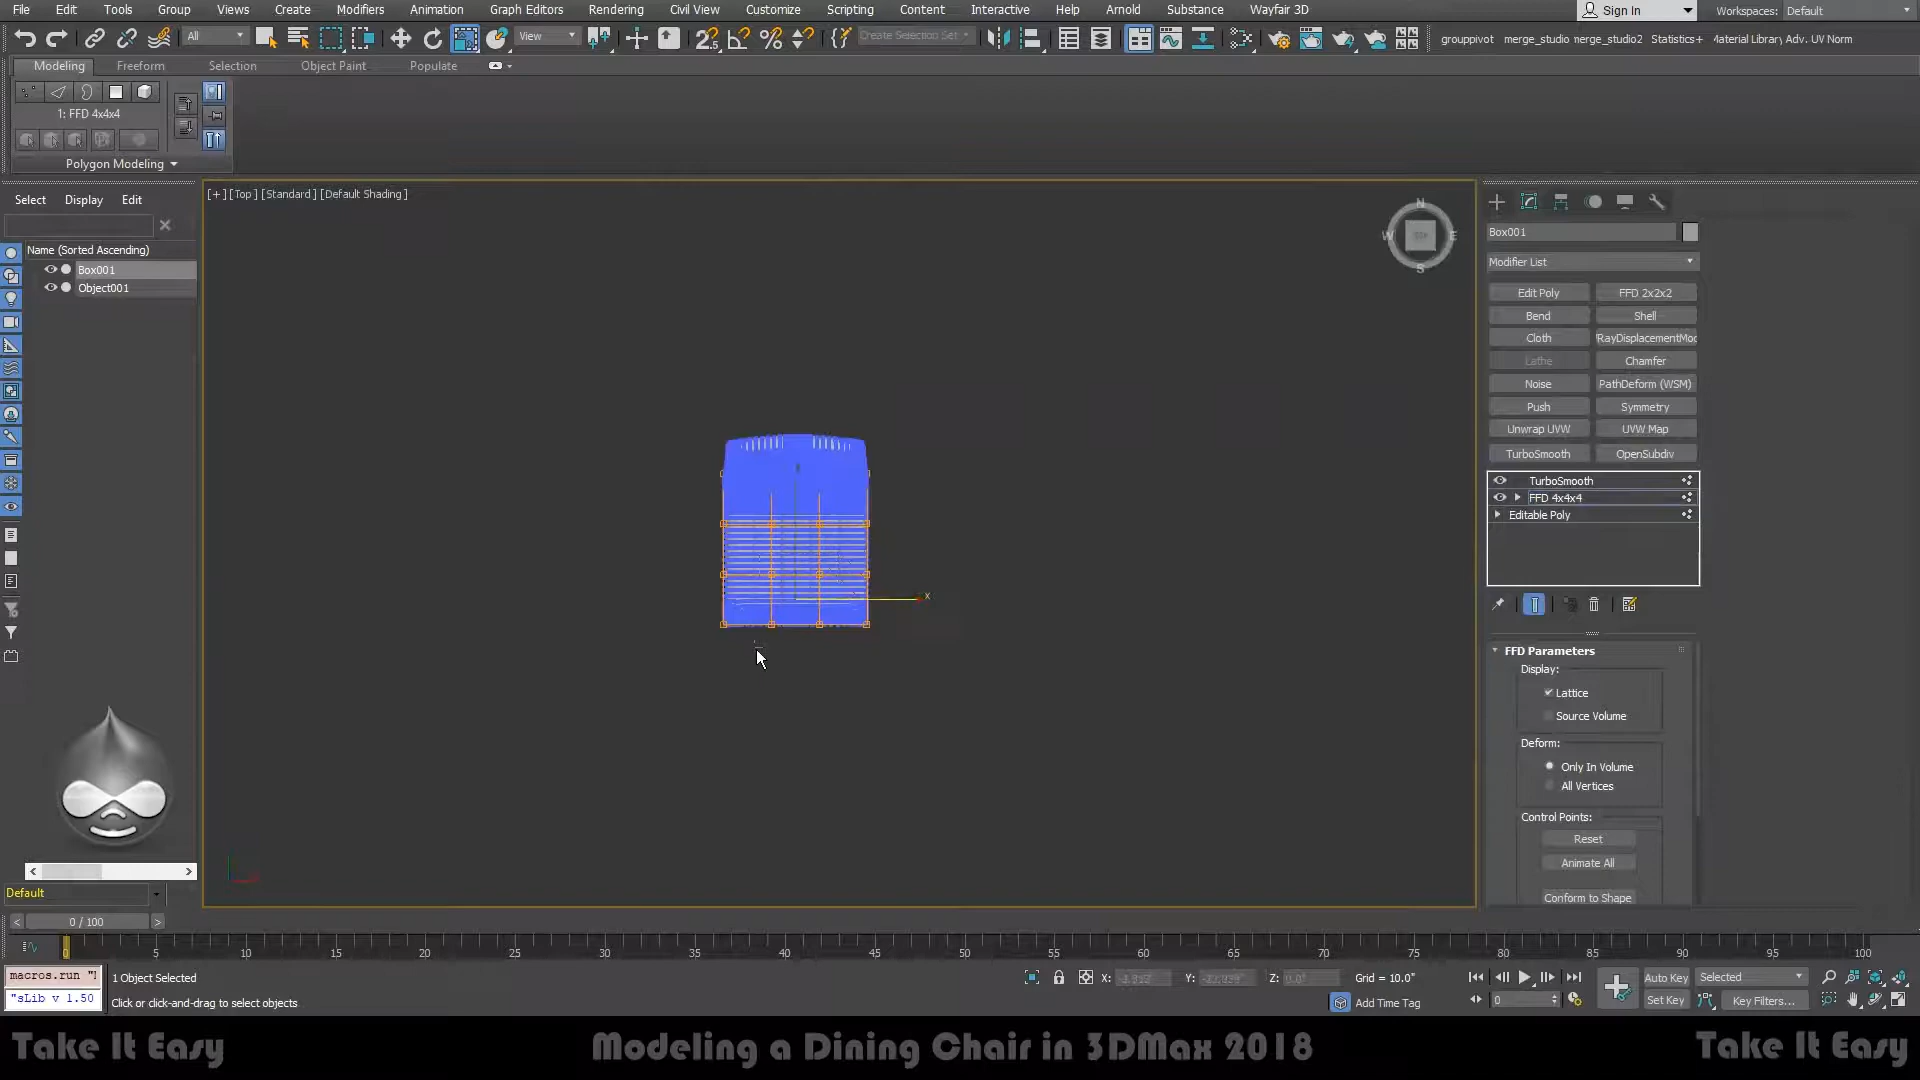 File Edit Tools Group Views Create Modifiers Animation Graph Editors Rendering Civil View Customize Scripting Content Interactive Help Arnold Substance Wayfair 3D Sign In Workspaces: Default
All View Create Selection Set grouppivot merge_studio merge_studio2 Statistics+ Material Library Adv. UV Norm
Modeling Freeform Selection Object Paint Populate
1: FFD 4x4x4
Polygon Modeling
Select Display Edit
[+] [Top] [Standard] [Default Shading]
N
W E
S
Name (Sorted Ascending)
Box001
Object001
x
Box001
Modifier List
Edit Poly FFD 2x2x2
Bend Shell
Cloth RayDisplacementMod
Lathe Chamfer
Noise PathDeform (WSM)
Push Symmetry
Unwrap UVW UVW Map
TurboSmooth OpenSubdiv
TurboSmooth
FFD 4x4x4
Editable Poly
FFD Parameters
Display:
Lattice
Source Volume
Deform:
Only In Volume
All Vertices
Control Points:
Reset
Animate All
Conform to Shape
Default
< 0 / 100 >
0 5 10 15 20 25 30 35 40 45 50 55 60 65 70 75 80 85 90 95 100
macros.run "I 1 Object Selected X: Y: Z: 0.0" Grid = 10.0" Auto Key Selected
"sLib v 1.50 Click or click-and-drag to select objects Add Time Tag 0 Set Key Key Filters...
Take It Easy Modeling a Dining Chair in 3DMax 2018 Take It Easy